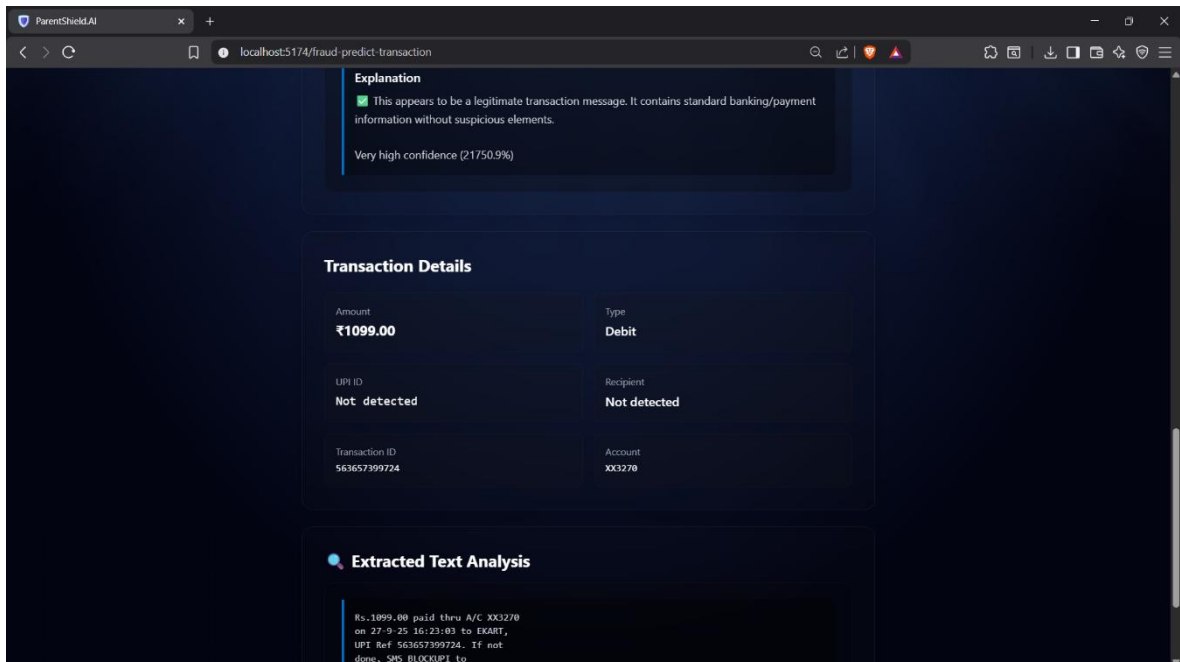 ParentShield.AI
localhost:5174/fraud-predict-transaction
Explanation
✅ This appears to be a legitimate transaction message. It contains standard banking/payment
information without suspicious elements.
Very high confidence (21750.9%)
Transaction Details
Amount
₹1099.00
Type
Debit
UPI ID
Not detected
Recipient
Not detected
Transaction ID
563657399724
Account
XX3270
🔍 Extracted Text Analysis
Rs.1099.00 paid thru A/C XX3270
on 27-9-25 16:23:03 to EKART,
UPI Ref 563657399724. If not
done, SMS BLOCKUPI to